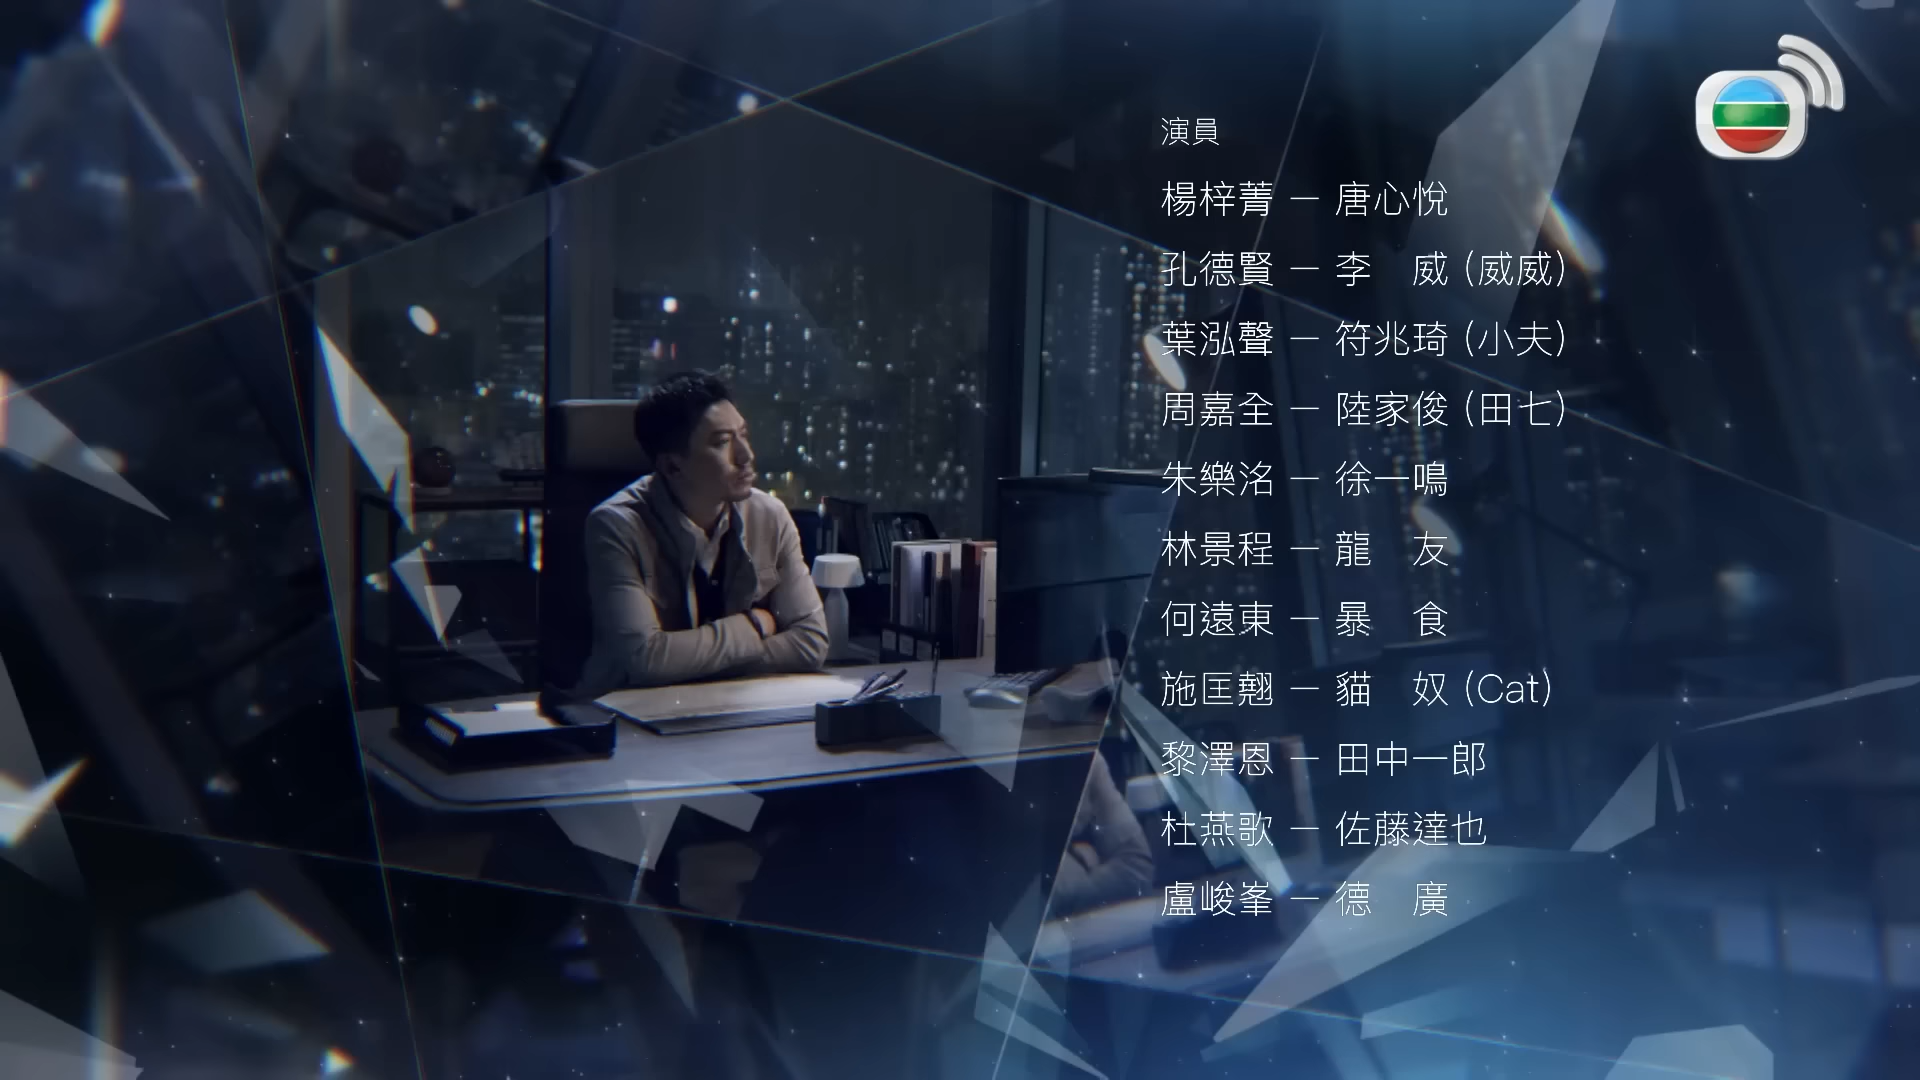 演員
楊梓菁 － 唐心悅
孔德賢 － 李　威 (威威)
葉泓聲 － 符兆琦 (小夫)
周嘉全 － 陸家俊 (田七)
朱樂洺 － 徐一鳴
林景程 － 龍　友
何遠東 － 暴　食
施匡翹 － 貓　奴 (Cat)
黎澤恩 － 田中一郎
杜燕歌 － 佐藤達也
盧峻峯 － 德　廣